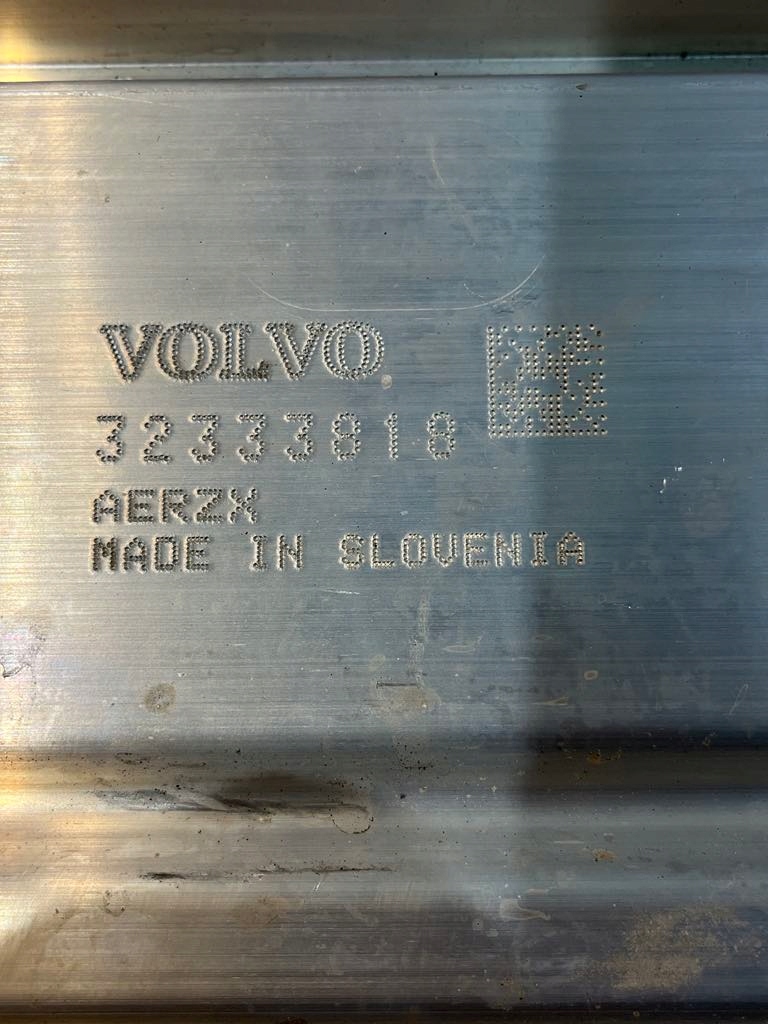 VOLVO
32333818
AERZX
MADE IN SLOVENIA